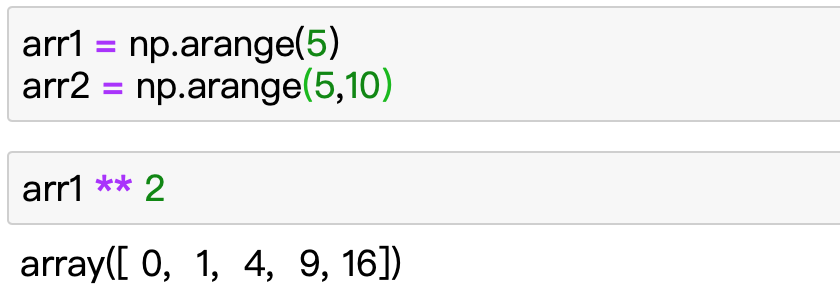 arr1 = np.arange(5)
arr2 = np.arange(5,10)
arr1 ** 2
array([ 0,  1,  4,  9, 16])